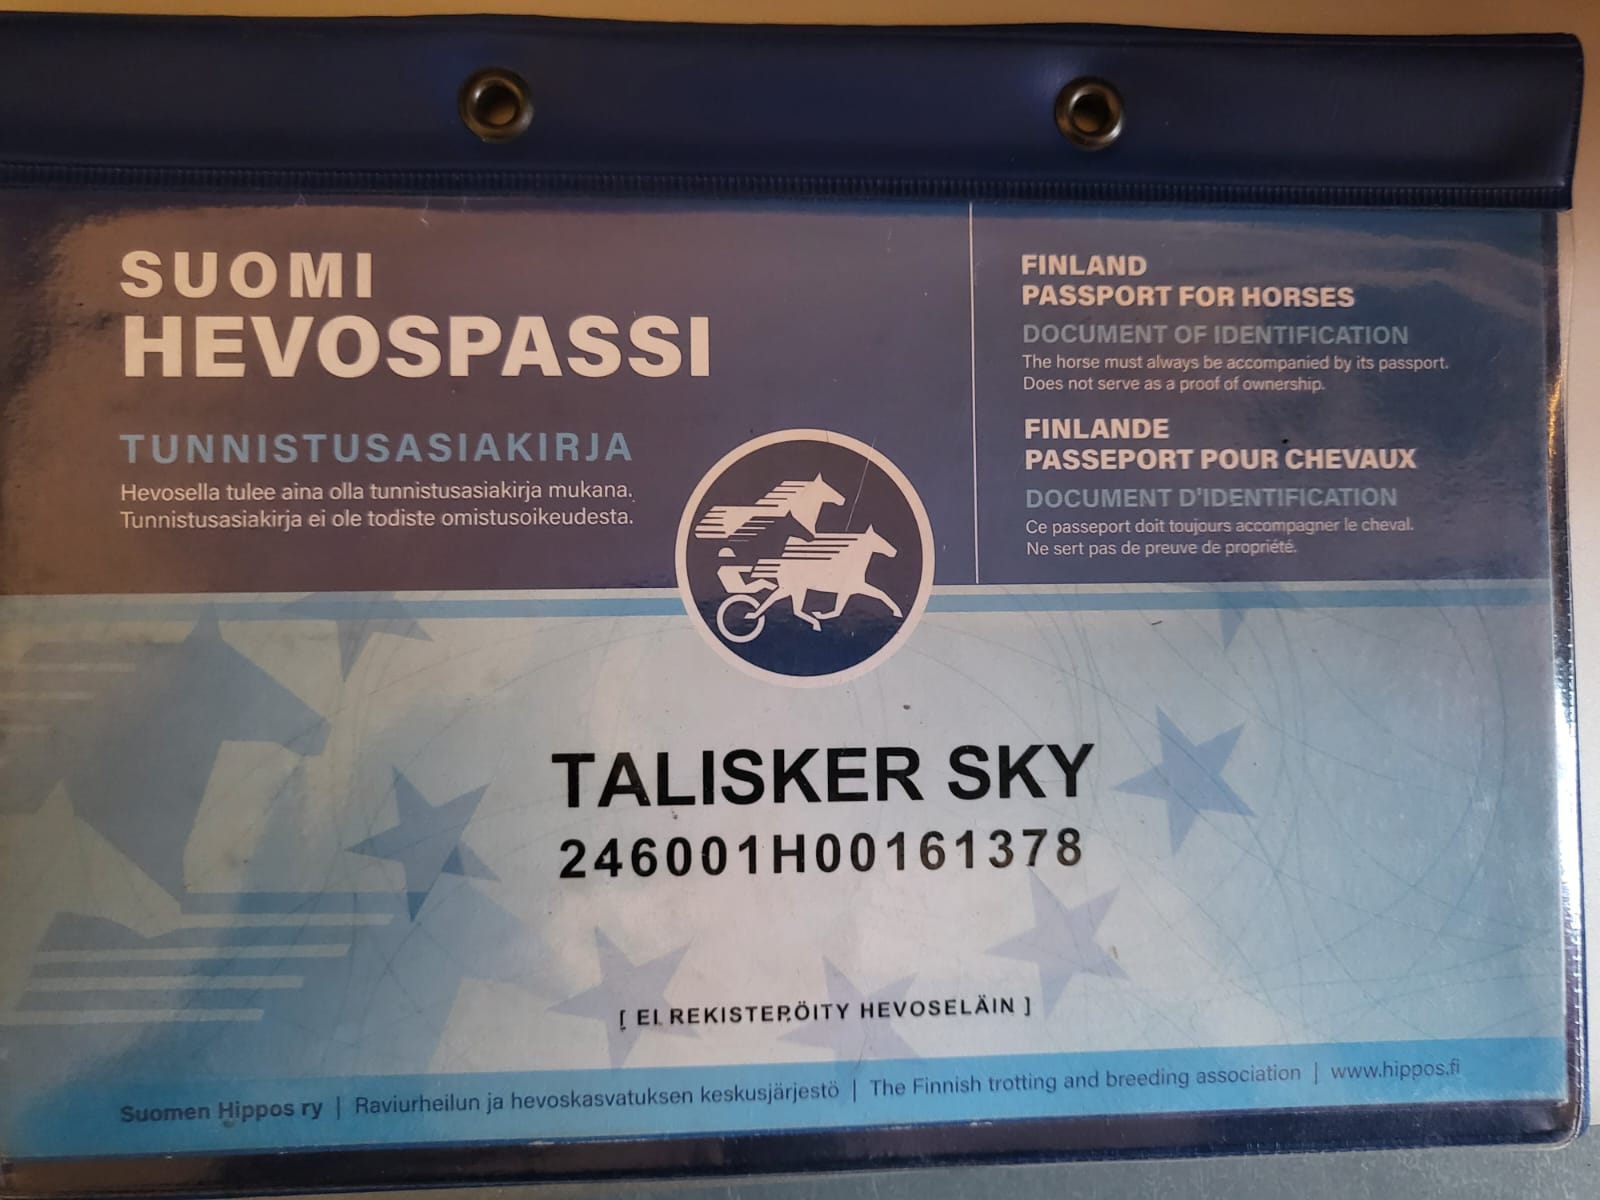 SUOMI
HEVOSPASSI
TUNNISTUSASIAKIRJA
Hevosella tulee aina olla tunnistusasiakirja mukana.
Tunnistusasiakirja ei ole todiste omistusoikeudesta.
FINLAND
PASSPORT FOR HORSES
DOCUMENT OF IDENTIFICATION
The horse must always be accompanied by its passport.
Does not serve as a proof of ownership.
FINLANDE
PASSEPORT POUR CHEVAUX
DOCUMENT D'IDENTIFICATION
Ce passeport doit toujours accompagner le cheval.
Ne sert pas de preuve de propriété.
TALISKER SKY
246001H00161378
[ EI REKISTERÖITY HEVOSELÄIN ]
Suomen Hippos ry | Raviurheilun ja hevoskasvatuksen keskusjärjestö | The Finnish trotting and breeding association | www.hippos.fi